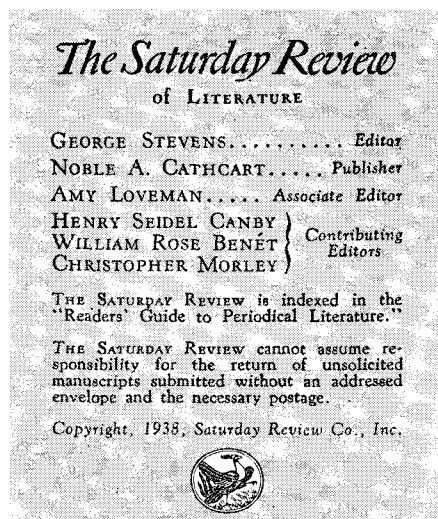 The Saturday Review
of LITERATURE
GEORGE STEVENS.......... Editor
NOBLE A. CATHCART..... Publisher
AMY LOVEMAN..... Associate Editor
HENRY SEIDEL CANBY
WILLIAM ROSE BENÉT
CHRISTOPHER MORLEY
Contributing
Editors
THE SATURDAY REVIEW is indexed in the
"Readers' Guide to Periodical Literature."
THE SATURDAY REVIEW cannot assume re-
sponsibility for the return of unsolicited
manuscripts submitted without an addressed
envelope and the necessary postage.
Copyright, 1938, Saturday Review Co., Inc.